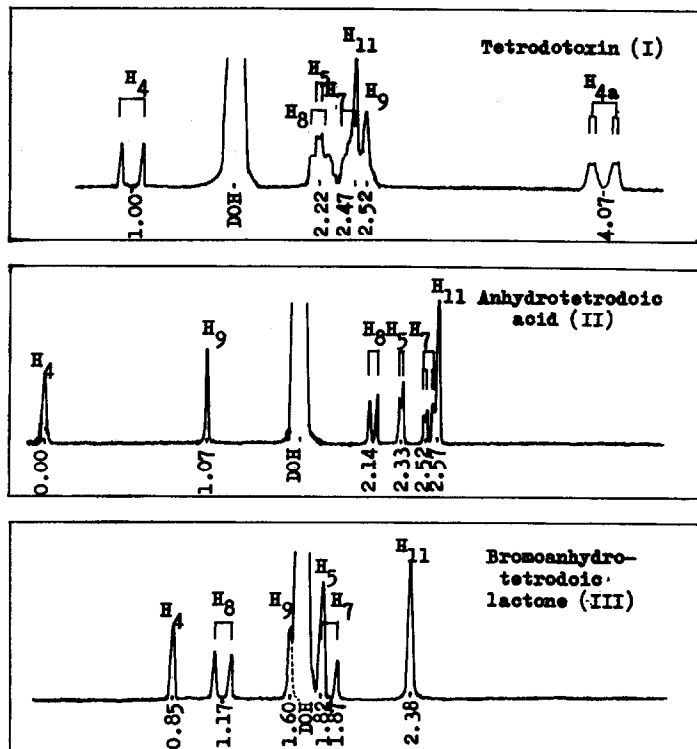 Tetrodotoxin (I)
H4
H5
H8
H7
H11
H9
H4a
1.00
DOH
2.22
2.47
2.52
4.07
Anhydrotetrodoic
acid (II)
H4
H9
H8
H5
H7
H11
0.00
1.07
DOH
2.14
2.33
2.52
2.57
Bromoanhydro-
tetrodoic
lactone (III)
H4
H8
H9
H5
H7
H11
0.85
1.17
1.60
DOH
1.82
1.87
2.38